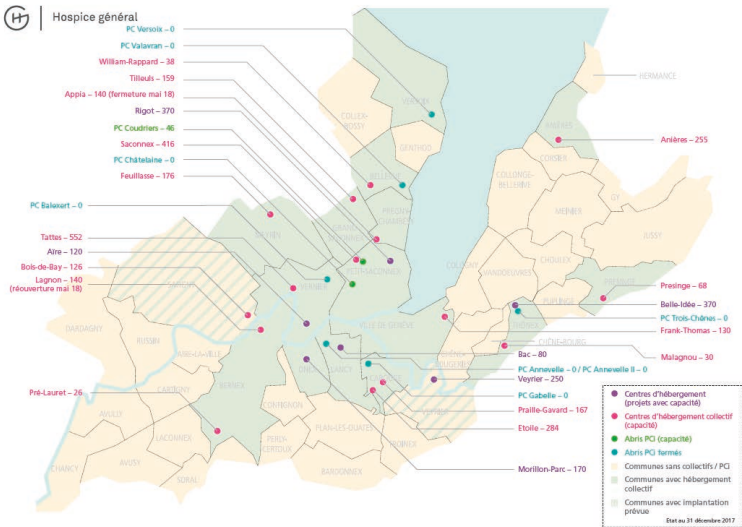 Hospice général
PC Versoix – 0
PC Valavran – 0
William-Rappard – 38
Tilleuls – 159
Appia – 140 (fermeture mai 18)
Rigot – 370
PC Coudriers – 46
Saconnex – 416
PC Châtelaine – 0
Feuillasse – 176
PC Balexert – 0
Tattes – 552
Aïre – 120
Bois-de-Bay – 126
Lagnon – 140
(réouverture mai 18)
Pré-Lauret – 26
HERMANCE
Anières – 255
ANIÈRES
CORSIER
COLLONGE-
BELLERIVE
MEINIER
GY
JUSSY
CHOULEX
VANDOEUVRES
COLOGNY
PRESINGE
PUPLINGE
THÔNEX
CHÊNE-BOURG
CHÊNE-
BOUGERIES
VERSOIX
COLLEX-
BOSSY
GENTHOD
BELLEVUE
PREGNY-
CHAMBÉSY
GRAND-
SACONNEX
PETIT-SACONNEX
MEYRIN
VERNIER
SATIGNY
VILLE DE GENÈVE
DARDAGNY
RUSSIN
AIRE-LA-VILLE
CARTIGNY
BERNEX
ONEX
LANCY
CAROUGE
VEYRIER
CONFIGNON
PLAN-LES-OUATES
TROINEX
BARDONNEX
PERLY-
CERTOUX
AVULLY
LACONNEX
CHANCY
AVUSY
SORAL
Presinge – 68
Belle-Idée – 370
PC Trois-Chênes – 0
Frank-Thomas – 130
Malagnou – 30
Bac – 80
PC Annevelle – 0 / PC Annevelle II – 0
Veyrier – 250
PC Gabelle – 0
Praille-Gavard – 167
Etoile – 284
Morillon-Parc – 170
Centres d'hébergement
(projets avec capacité)
Centres d'hébergement collectif
(capacité)
Abris PCi (capacité)
Abris PCi fermés
Communes sans collectifs / PCi
Communes avec hébergement
collectif
Communes avec implantation
prévue
Etat au 31 décembre 2017